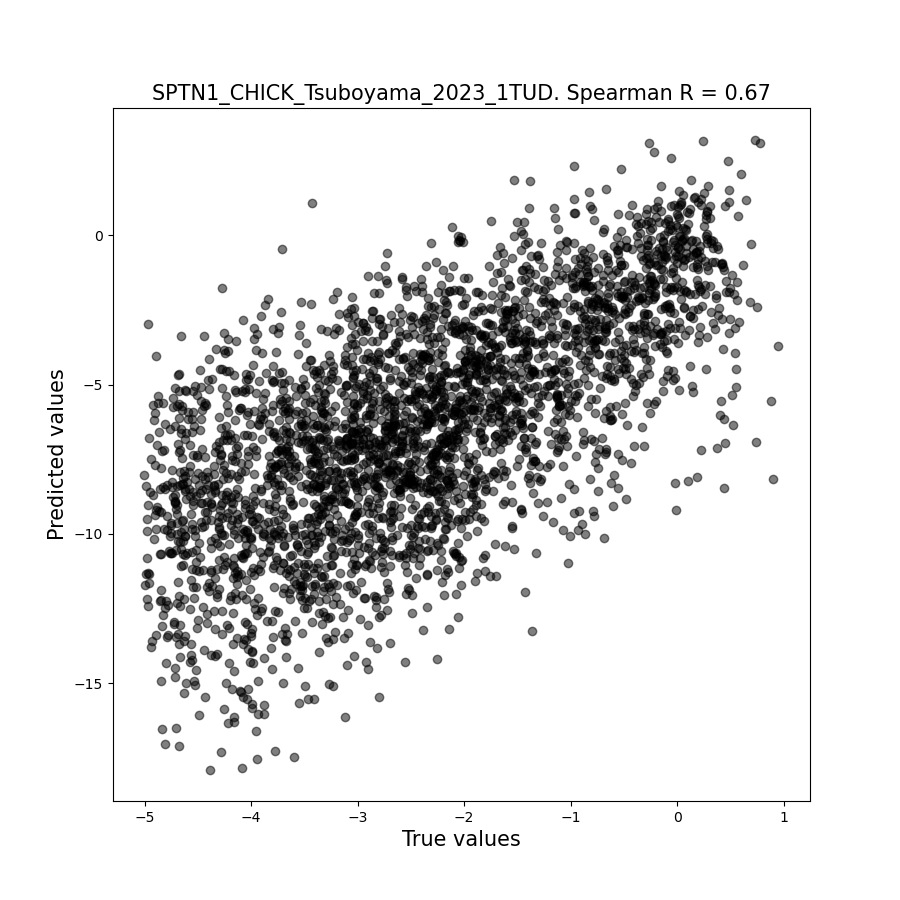 SPTN1_CHICK_Tsuboyama_2023_1TUD. Spearman R = 0.67
0
−5
−10
−15
Predicted values
−5 −4 −3 −2 −1 0 1
True values